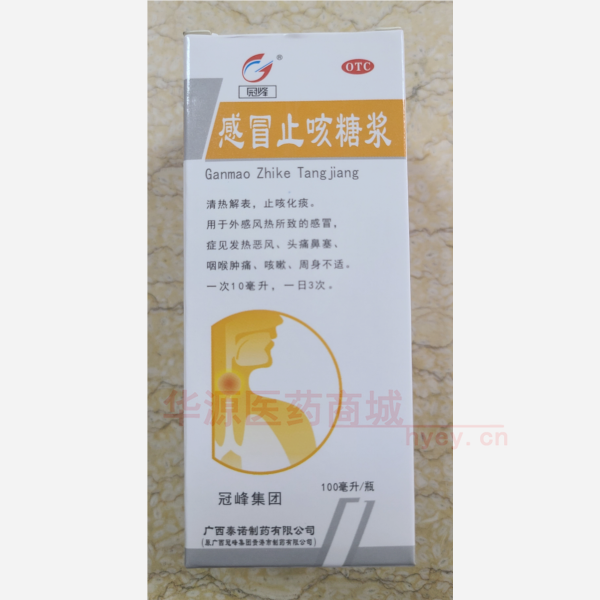 ®
OTC
冠峰
感冒止咳糖浆
Ganmao Zhike Tangjiang
清热解表，止咳化痰。
用于外感风热所致的感冒，
症见发热恶风、头痛鼻塞、
咽喉肿痛、咳嗽、周身不适。
一次10毫升，一日3次。
华源医药商城
hyey.cn
100毫升/瓶
冠峰集团
广西泰诺制药有限公司
(原广西冠峰集团贵港市制药有限公司)